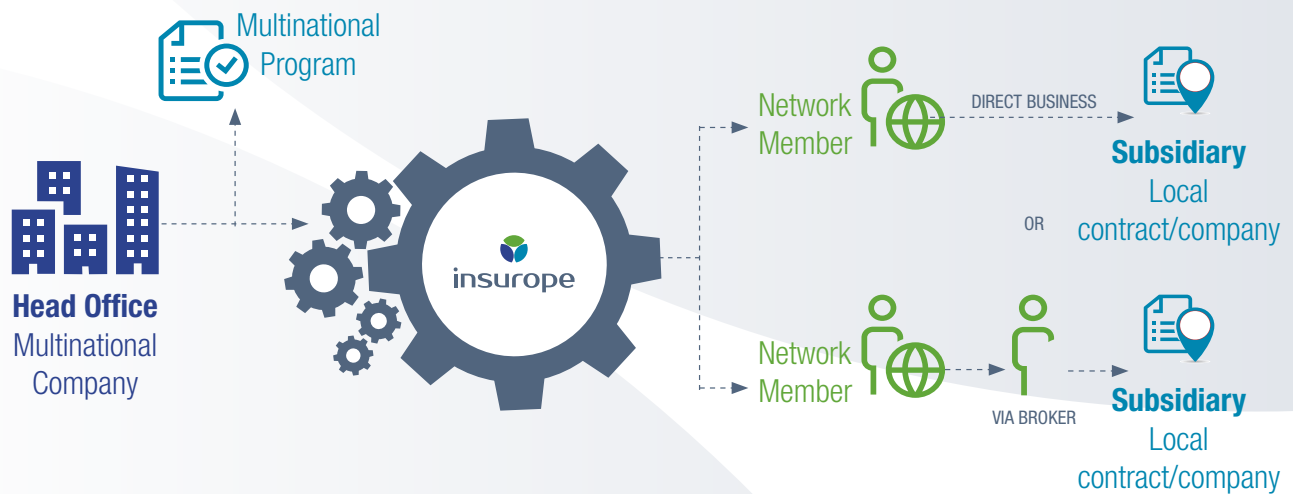 Multinational
Program
Head Office
Multinational
Company
insurope
Network
Member
DIRECT BUSINESS
Subsidiary
Local
contract/company
OR
Network
Member
VIA BROKER
Subsidiary
Local
contract/company